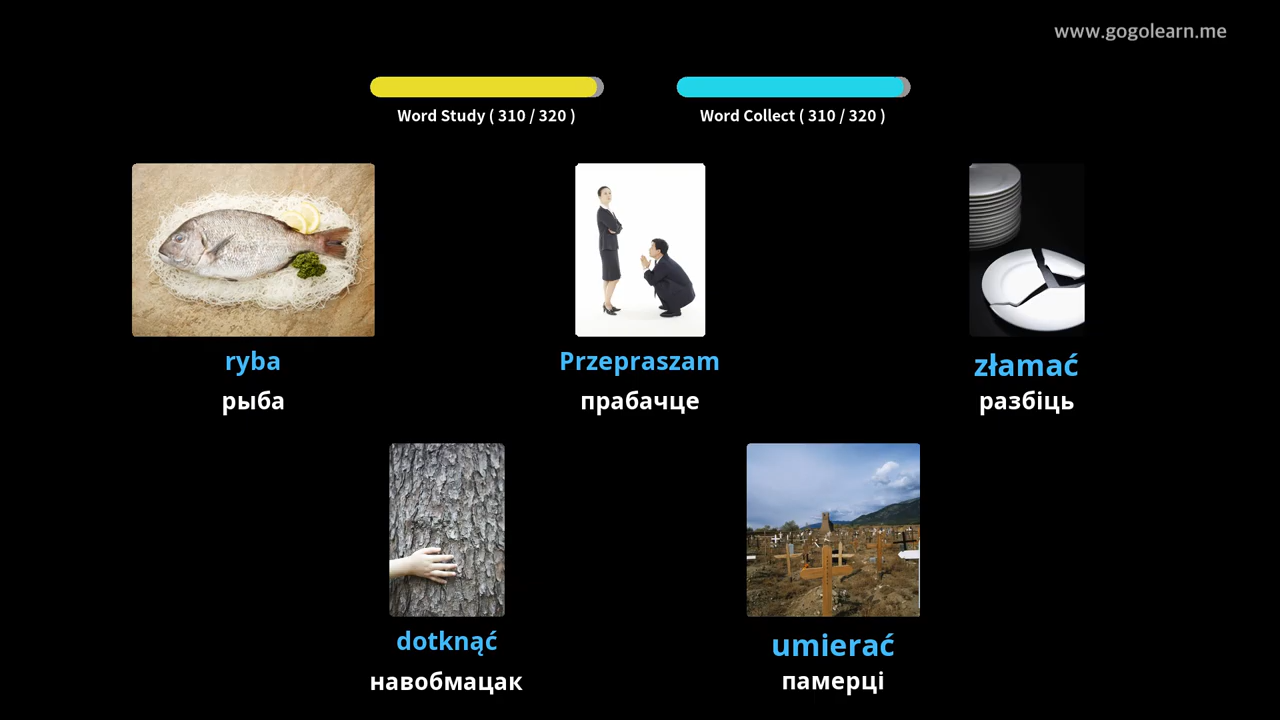 www.gogolearn.me
Word Study ( 310 / 320 )
Word Collect ( 310 / 320 )
ryba
Przepraszam
złamać
рыба
прабачце
разбіць
dotknąć
umierać
навобмацак
памерці